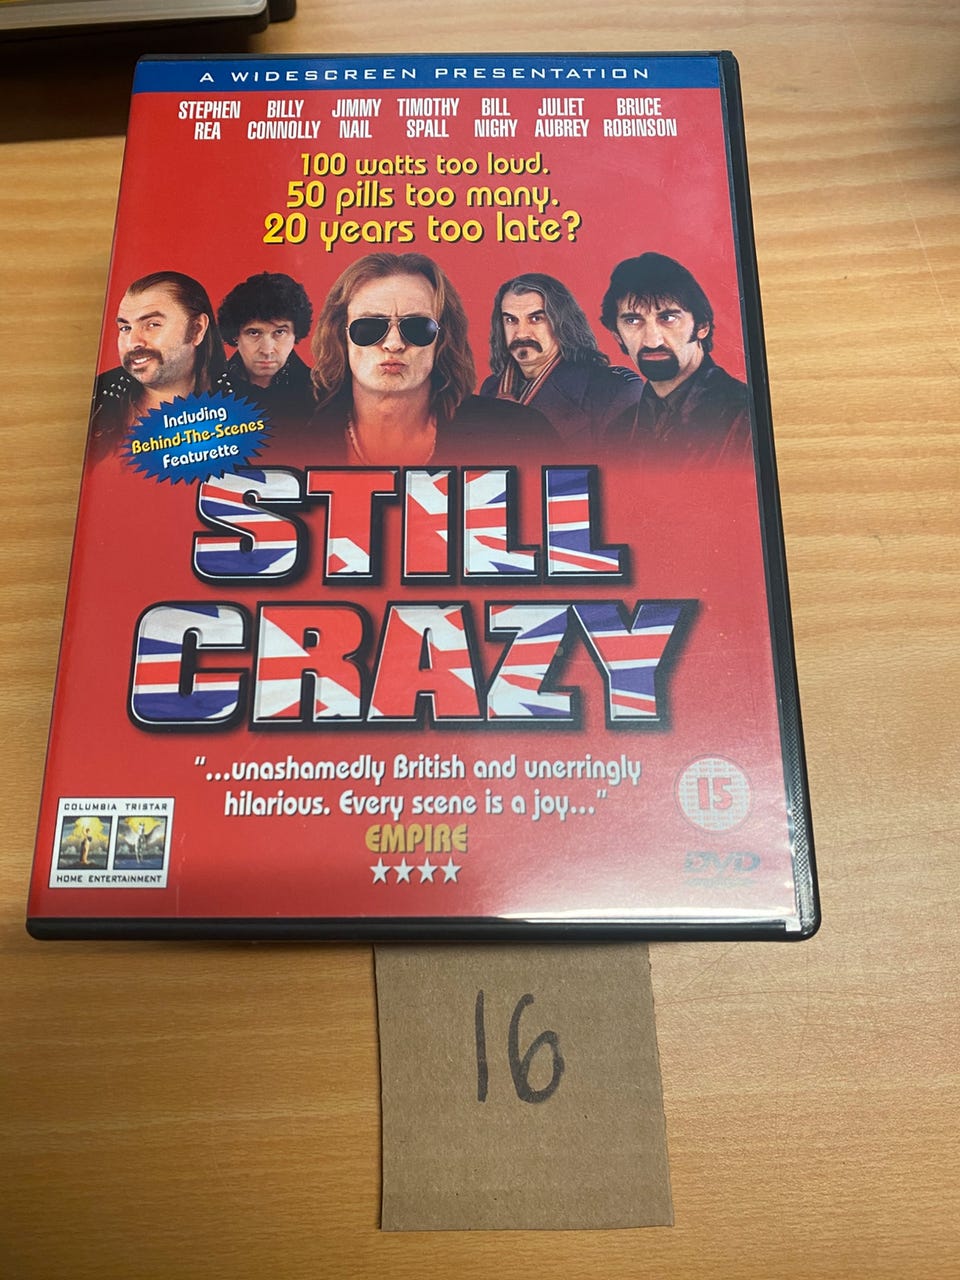 A WIDESCREEN PRESENTATION
STEPHEN REA
BILLY CONNOLLY
JIMMY NAIL
TIMOTHY SPALL
BILL NIGHY
JULIET AUBREY
BRUCE ROBINSON
100 watts too loud.
50 pills too many.
20 years too late?
Including
Behind-The-Scenes
Featurette
STILL
CRAZY
"...unashamedly British and unerringly
hilarious. Every scene is a joy..."
EMPIRE
15
COLUMBIA TRISTAR
HOME ENTERTAINMENT
DVD
16